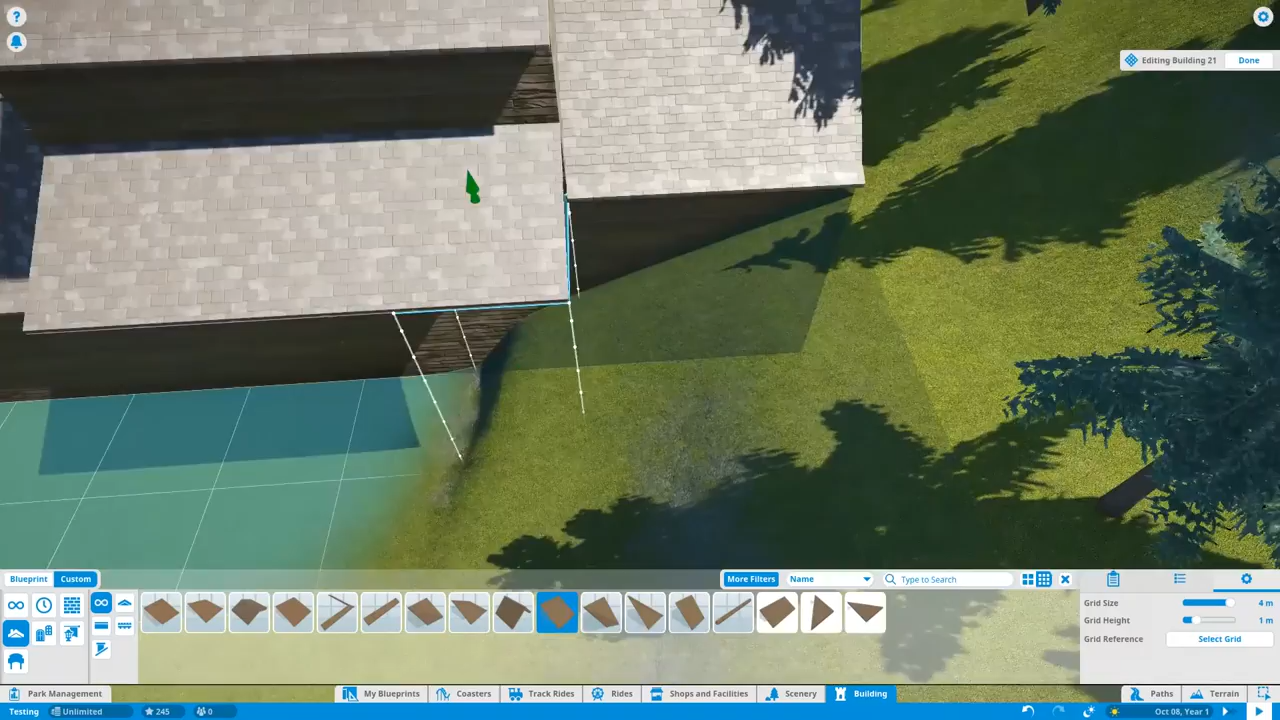 ?
Editing Building 21
Done
Blueprint
Custom
More Filters
Name
Type to Search
Grid Size
4 m
Grid Height
1 m
Grid Reference
Select Grid
Park Management
My Blueprints
Coasters
Track Rides
Rides
Shops and Facilities
Scenery
Building
Paths
Terrain
Testing
Unlimited
245
0
Oct 08, Year 1